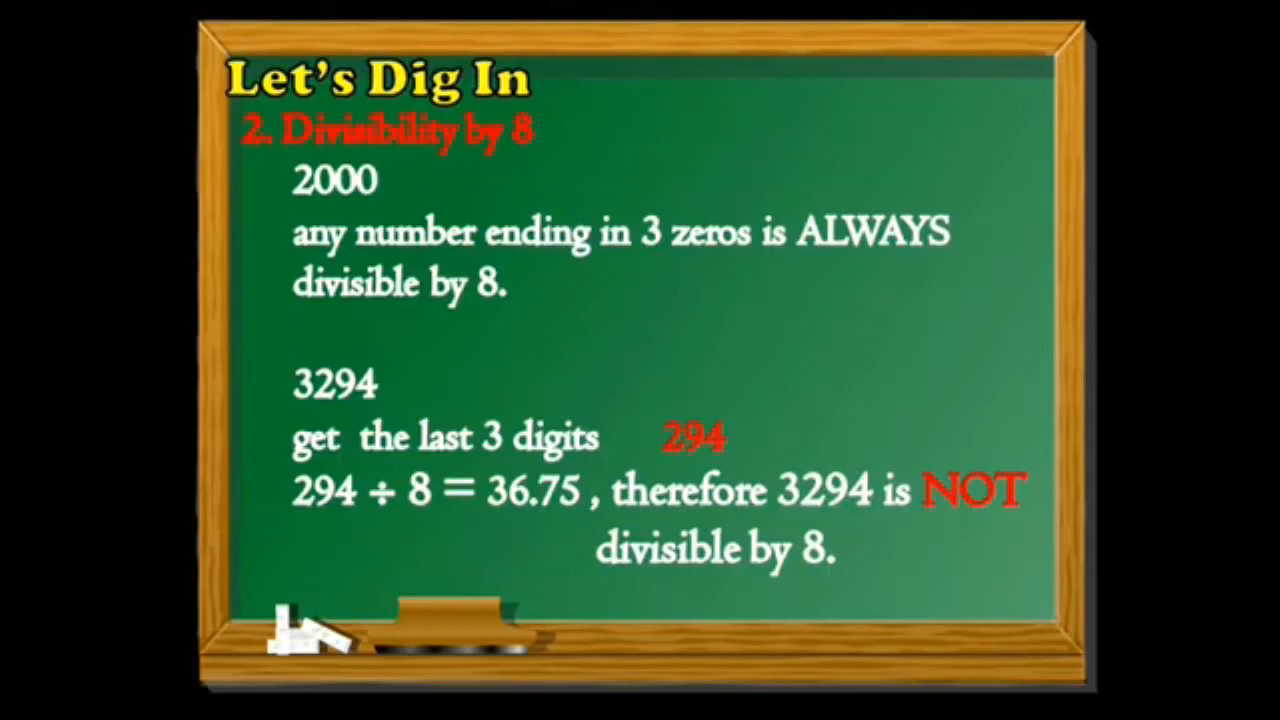 Let's Dig In
2. Divisibility by 8
2000
any number ending in 3 zeros is ALWAYS
divisible by 8.
3294
get the last 3 digits 294
294 ÷ 8 = 36.75 , therefore 3294 is NOT
divisible by 8.